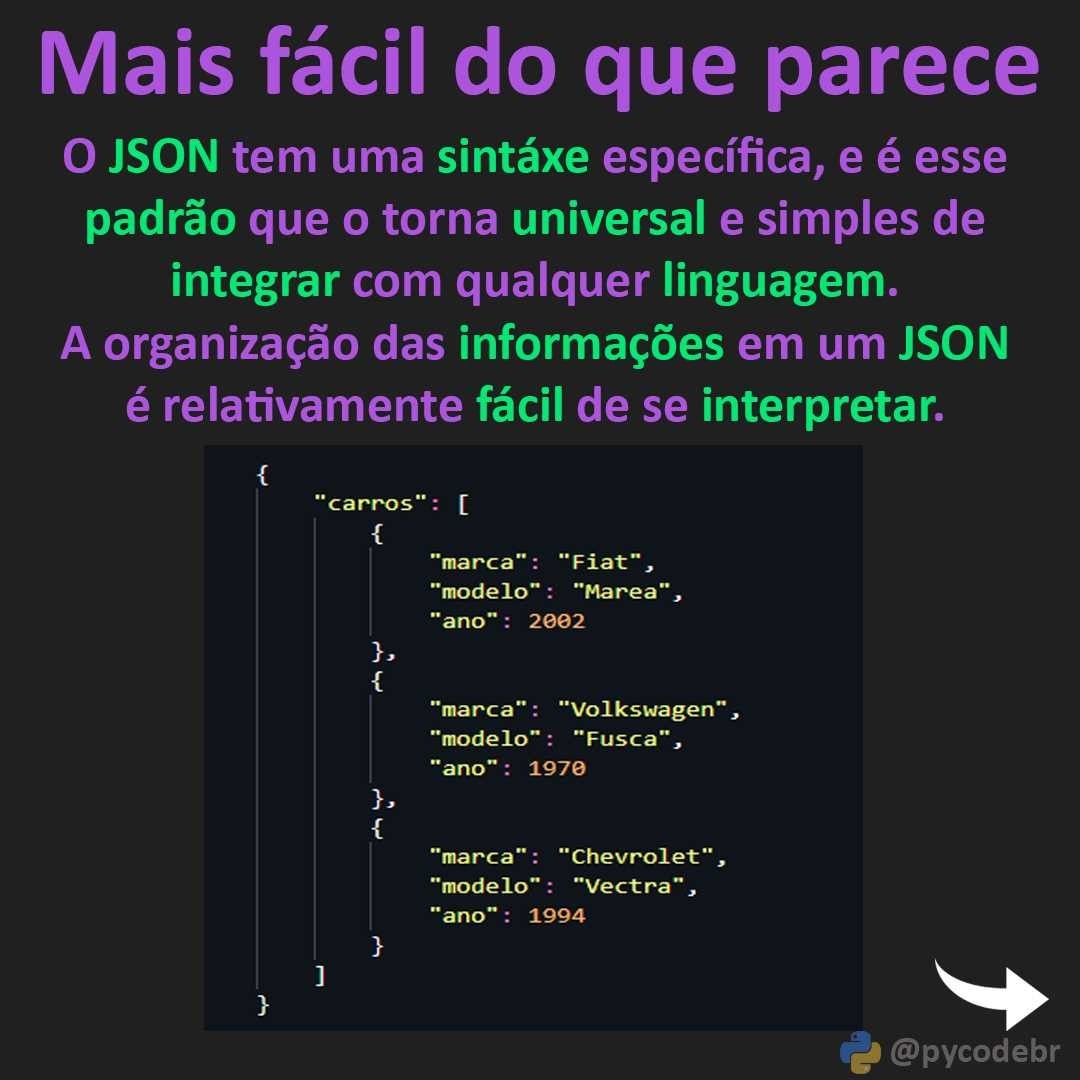 Mais fácil do que parece
O JSON tem uma sintáxe específica, e é esse
padrão que o torna universal e simples de
integrar com qualquer linguagem.
A organização das informações em um JSON
é relativamente fácil de se interpretar.
{
"carros": [
{
"marca": "Fiat",
"modelo": "Marea",
"ano": 2002
},
{
"marca": "Volkswagen",
"modelo": "Fusca",
"ano": 1970
},
{
"marca": "Chevrolet",
"modelo": "Vectra",
"ano": 1994
}
]
}
@pycodebr